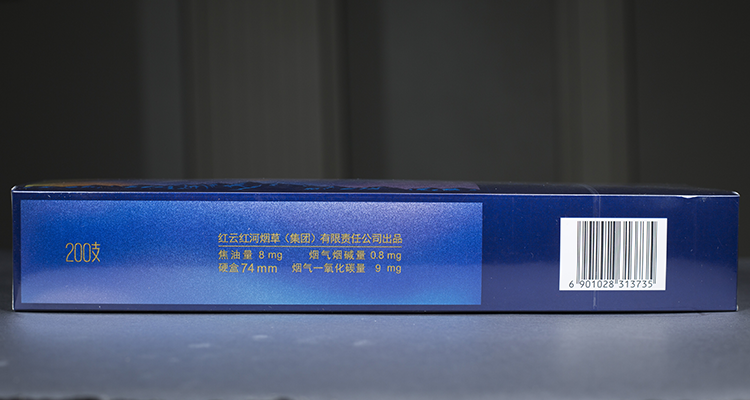 200支
红云红河烟草（集团）有限责任公司出品
焦油量 8 mg 烟气烟碱量 0.8 mg
硬盒 74mm 烟气一氧化碳量 9 mg
6 901028 313735